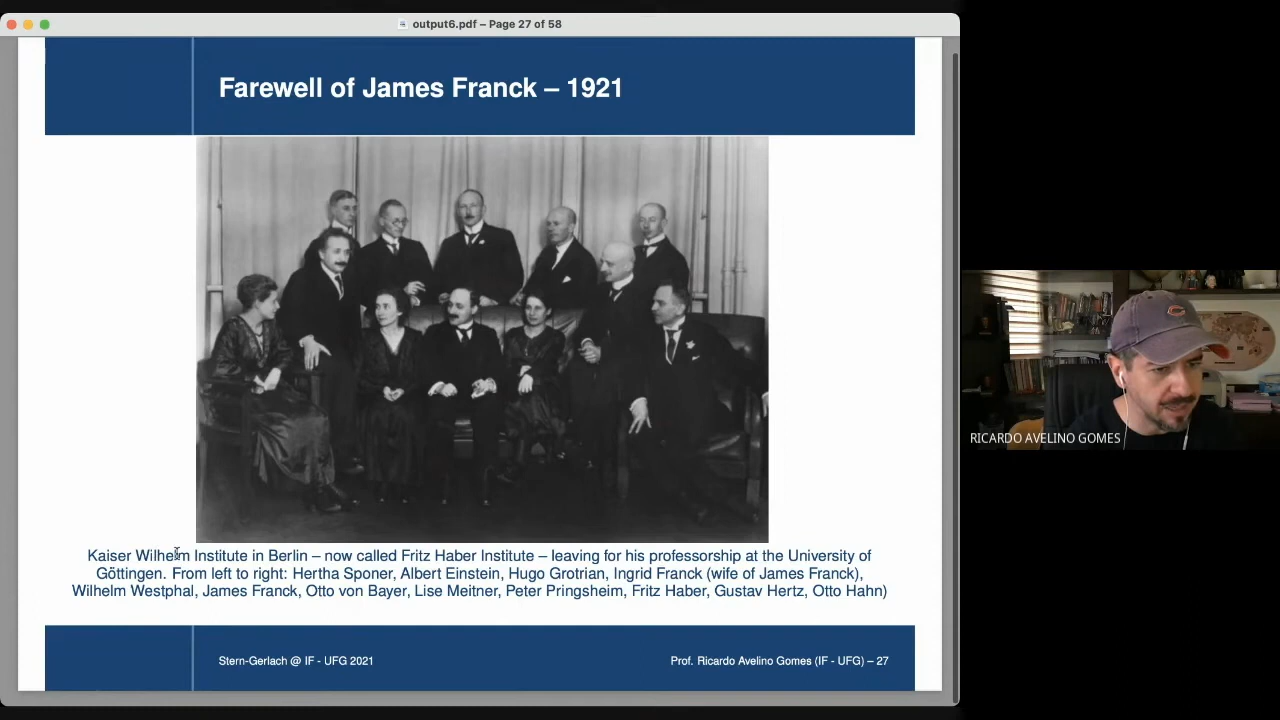 output6.pdf – Page 27 of 58
Farewell of James Franck – 1921
Kaiser Wilhelm Institute in Berlin – now called Fritz Haber Institute – leaving for his professorship at the University of
Göttingen. From left to right: Hertha Sponer, Albert Einstein, Hugo Grotrian, Ingrid Franck (wife of James Franck),
Wilhelm Westphal, James Franck, Otto von Bayer, Lise Meitner, Peter Pringsheim, Fritz Haber, Gustav Hertz, Otto Hahn)
Stern-Gerlach @ IF - UFG 2021
Prof. Ricardo Avelino Gomes (IF - UFG) – 27
RICARDO AVELINO GOMES